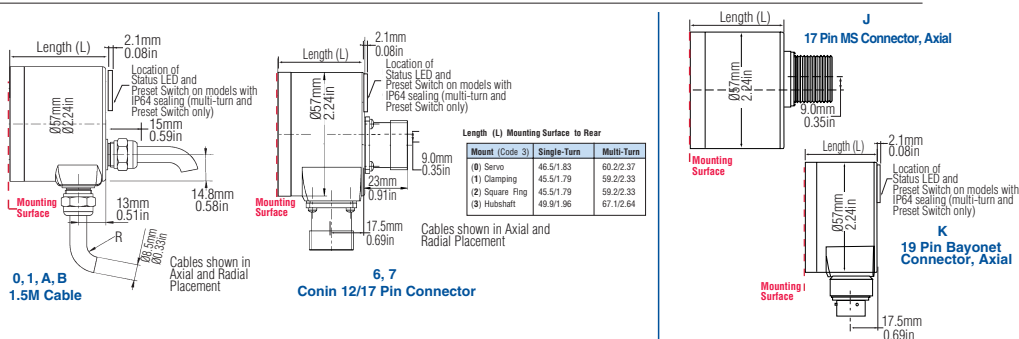 Length (L)
2.1mm
0.08in
Location of
Status LED and
Preset Switch on models with
IP64 sealing (multi-turn and
Preset Switch only)
Ø57mm
Ø2.24in
15mm
0.59in
14.8mm
0.58in
Mounting
Surface
13mm
0.51in
R
Ø8.5mm
Ø0.33in
Cables shown in
Axial and Radial
Placement
0, 1, A, B
1.5M Cable
Length (L)
2.1mm
0.08in
Location of
Status LED and
Preset Switch on models with
IP64 sealing (multi-turn and
Preset Switch only)
Ø57mm
2.24in
9.0mm
0.35in
23mm
0.91in
Mounting
Surface
17.5mm
0.69in
Cables shown in Axial and
Radial Placement
6, 7
Conin 12/17 Pin Connector
Length (L) Mounting Surface to Rear
Mount (Code 3) Single-Turn Multi-Turn
(0) Servo 46.5/1.83 60.2/2.37
(1) Clamping 45.5/1.79 59.2/2.33
(2) Square Fing 45.5/1.79 59.2/2.33
(3) Hubshaft 49.9/1.96 67.1/2.64
Length (L)
J
17 Pin MS Connector, Axial
Ø57mm
2.24in
9.0mm
0.35in
Mounting
Surface
Length (L)
2.1mm
0.08in
Location of
Status LED and
Preset Switch on models with
IP64 sealing (multi-turn and
Preset Switch only)
Ø57mm
2.24in
K
19 Pin Bayonet
Connector, Axial
Mounting
Surface
17.5mm
0.69in